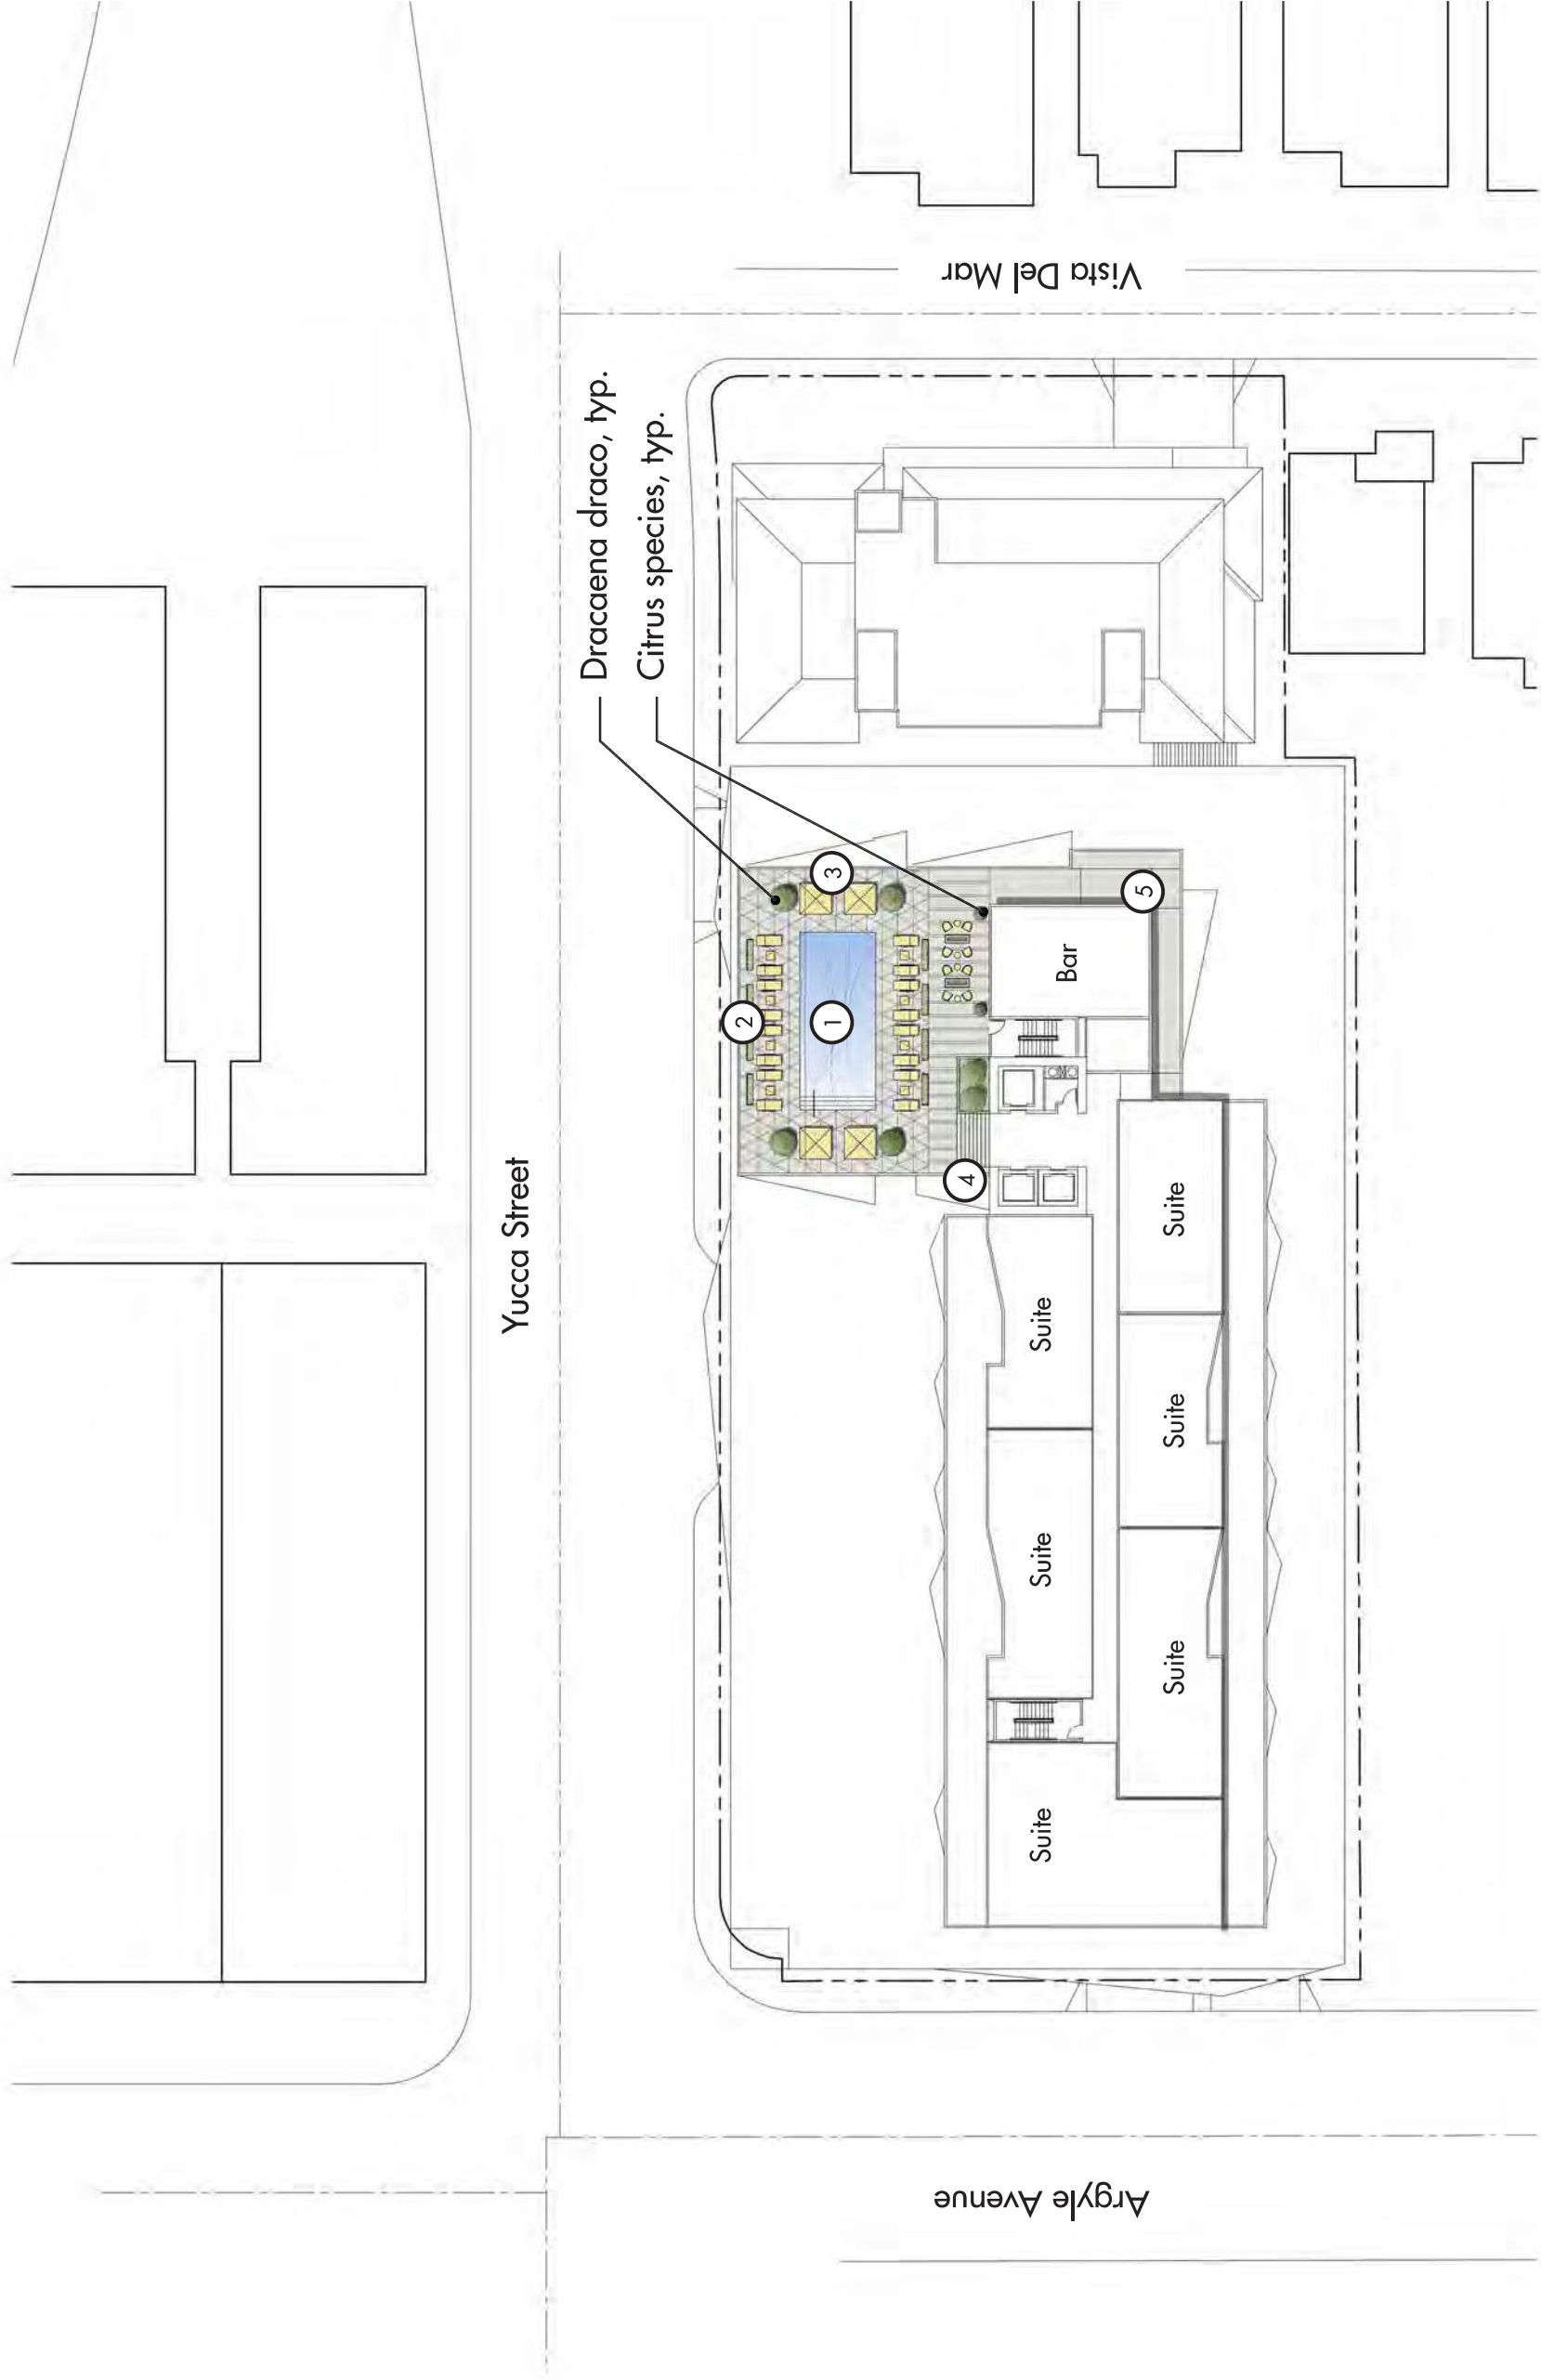 Yucca Street
Dracaena draco, typ.
Citrus species, typ.
Vista Del Mar
Argyle Avenue
1
2
3
4
5
Bar
Suite
Suite
Suite
Suite
Suite
Suite